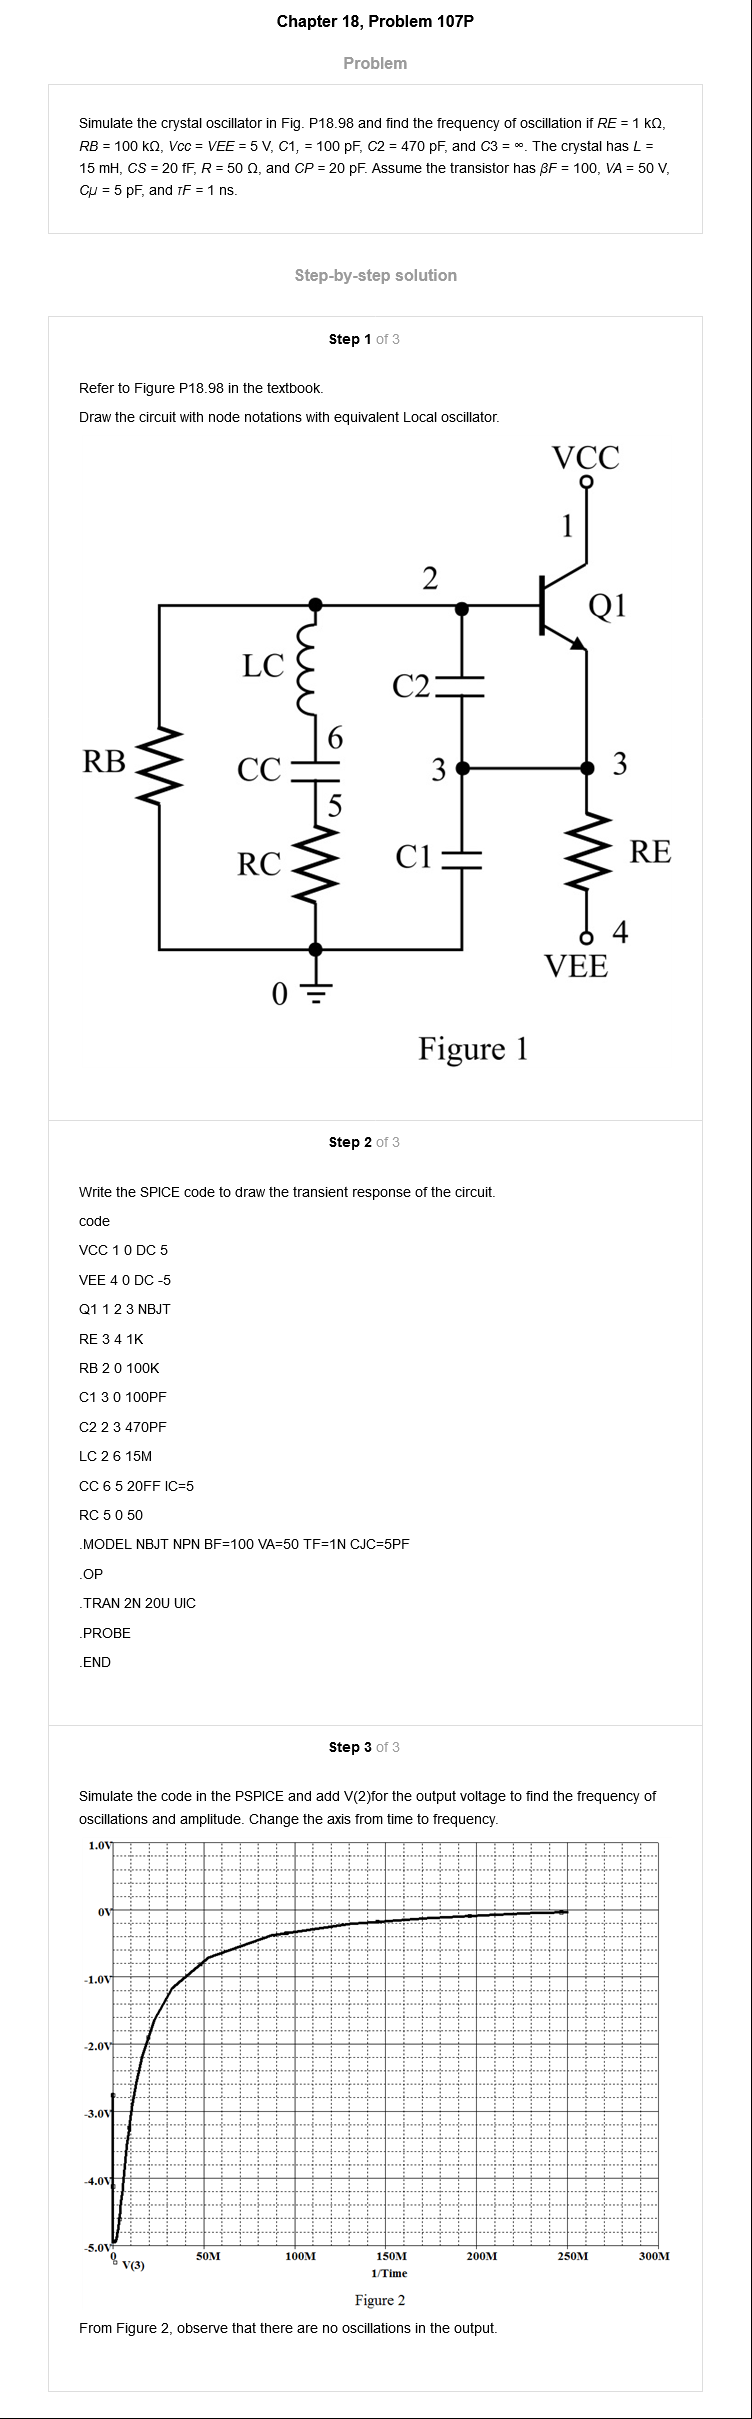 Chapter 18, Problem 107P
Problem
Simulate the crystal oscillator in Fig. P18.98 and find the frequency of oscillation if RE = 1 kΩ,
RB = 100 kΩ, Vcc = VEE = 5 V, C1, = 100 pF, C2 = 470 pF, and C3 = ∞. The crystal has L =
15 mH, CS = 20 fF, R = 50 Ω, and CP = 20 pF. Assume the transistor has βF = 100, VA = 50 V,
Cμ = 5 pF, and τF = 1 ns.
Step-by-step solution
Step 1 of 3
Refer to Figure P18.98 in the textbook.
Draw the circuit with node notations with equivalent Local oscillator.
VCC
1
2
Q1
LC
C2
6
RB
CC
3
3
5
RC
C1
RE
4
VEE
0
Figure 1
Step 2 of 3
Write the SPICE code to draw the transient response of the circuit.
code
VCC 1 0 DC 5
VEE 4 0 DC -5
Q1 1 2 3 NBJT
RE 3 4 1K
RB 2 0 100K
C1 3 0 100PF
C2 2 3 470PF
LC 2 6 15M
CC 6 5 20FF IC=5
RC 5 0 50
.MODEL NBJT NPN BF=100 VA=50 TF=1N CJC=5PF
.OP
.TRAN 2N 20U UIC
.PROBE
.END
Step 3 of 3
Simulate the code in the PSPICE and add V(2)for the output voltage to find the frequency of
oscillations and amplitude. Change the axis from time to frequency.
1.0V
0V
-1.0V
-2.0V
-3.0V
-4.0V
-5.0V
0 50M 100M 150M 200M 250M 300M
V(3)
1/Time
Figure 2
From Figure 2, observe that there are no oscillations in the output.